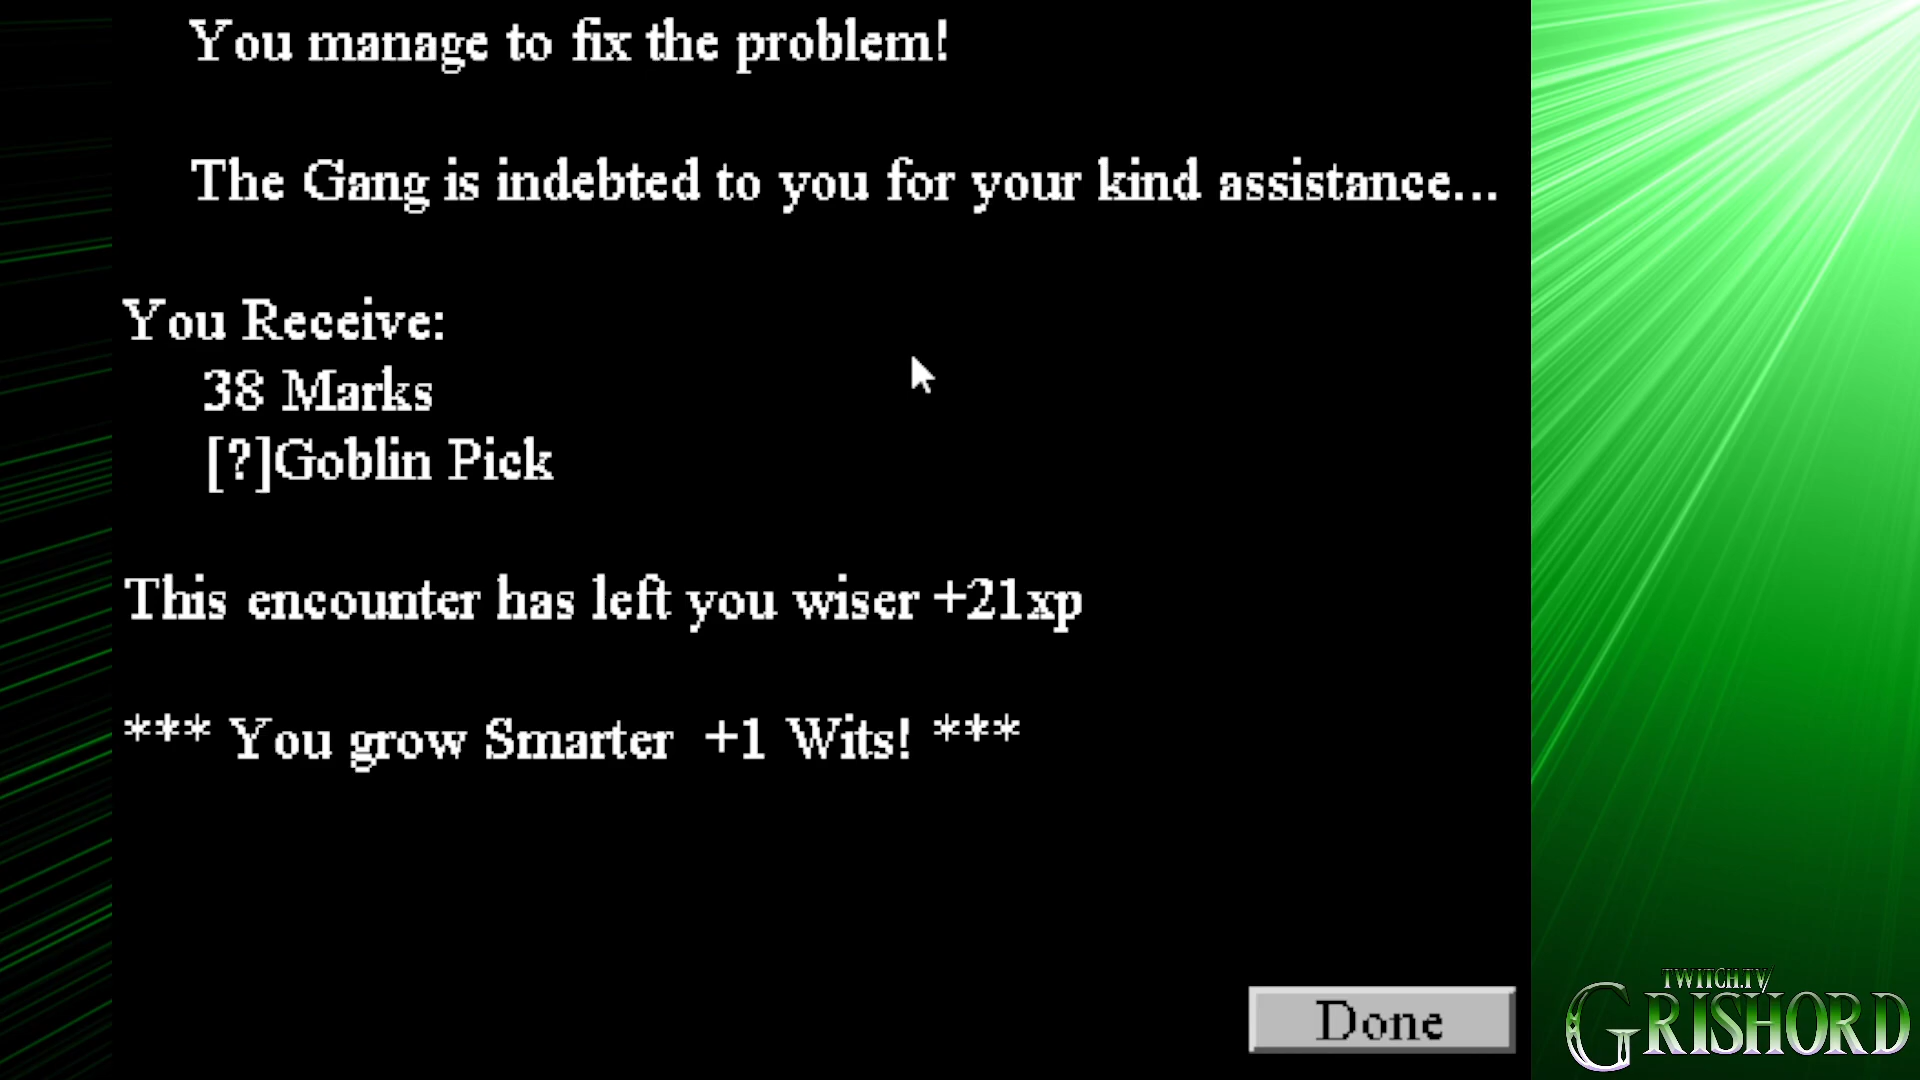 You manage to fix the problem!
The Gang is indebted to you for your kind assistance...
You Receive:
38 Marks
[?]Goblin Pick
This encounter has left you wiser +21xp
*** You grow Smarter +1 Wits! ***
Done
TWITCH.TV/
GRISHORD